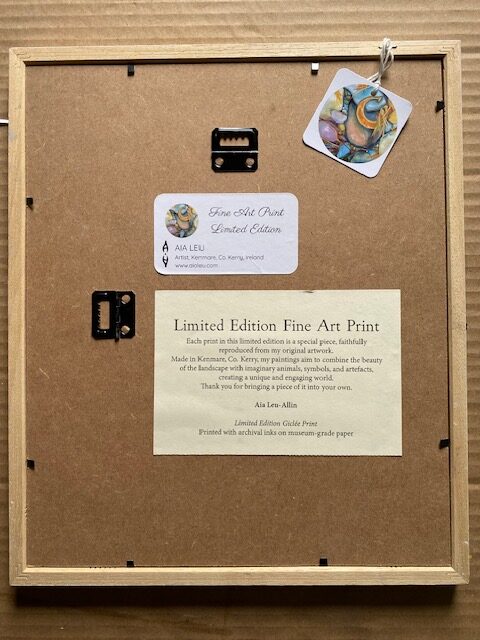 Fine Art Print
Limited Edition
AIA LEU
Artist, Kenmare, Co. Kerry, Ireland
www.aialeu.com
Limited Edition Fine Art Print
Each print in this limited edition is a special piece, faithfully
reproduced from my original artwork.
Made in Kenmare, Co. Kerry, my paintings aim to combine the beauty
of the landscape with imaginary animals, symbols, and artefacts,
creating a unique and engaging world.
Thank you for bringing a piece of it into your own.
Aia Leu-Allin
Limited Edition Giclée Print
Printed with archival inks on museum-grade paper